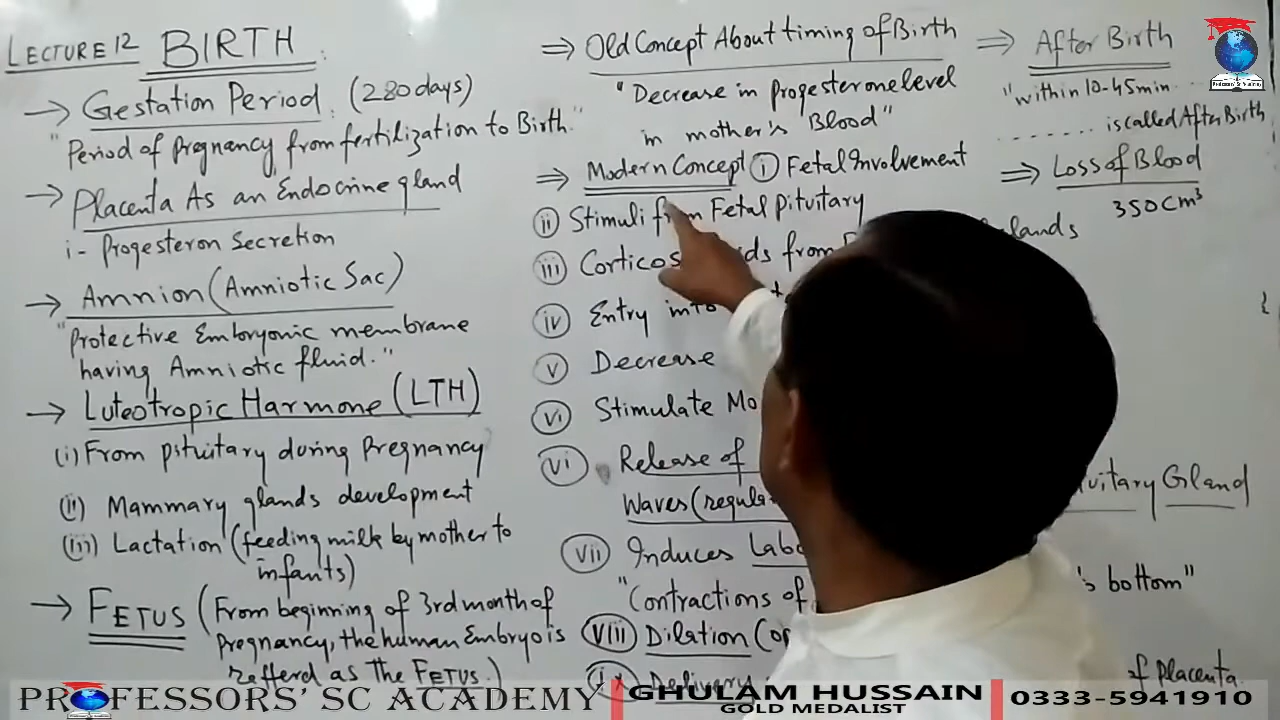 LECTURE 12 BIRTH
→ Gestation Period. (280 days)
"Period of Pregnancy from fertilization to Birth."
→ Placenta As an Endocrine gland
i- Progesteron Secretion
→ Amnion (Amniotic Sac)
"Protective Embryonic membrane
having Amniotic fluid."
→ Luteotropic Harmone (LTH)
(i) From pituitary during Pregnancy
(ii) Mammary glands development
(iii) Lactation (feeding milk by mother to
infants)
→ FETUS (From beginning of 3rd month of
Pregnancy, the human Embryo is
refferd as The FETUS.)
⇒ Old Concept About timing of Birth
"Decrease in progesterone level
in mother's Blood"
⇒ Modern Concept (i) Fetal Involvement
(ii) Stimuli from Fetal Pituitary
(iii) from glands
(iv) Entry into
(v) Decrease
(vi) Stimulate
(vi) Release of Gland
Waves
(vii) Induces
"Contractions of 's bottom"
(viii) Dilation
(ix) Delivery of Placenta
⇒ After Birth
"within 10-45 min ...
....... is called After Birth
⇒ Loss of Blood
350 cm³
PROFESSORS' SC ACADEMY
GHULAM HUSSAIN
GOLD MEDALIST
0333-5941910